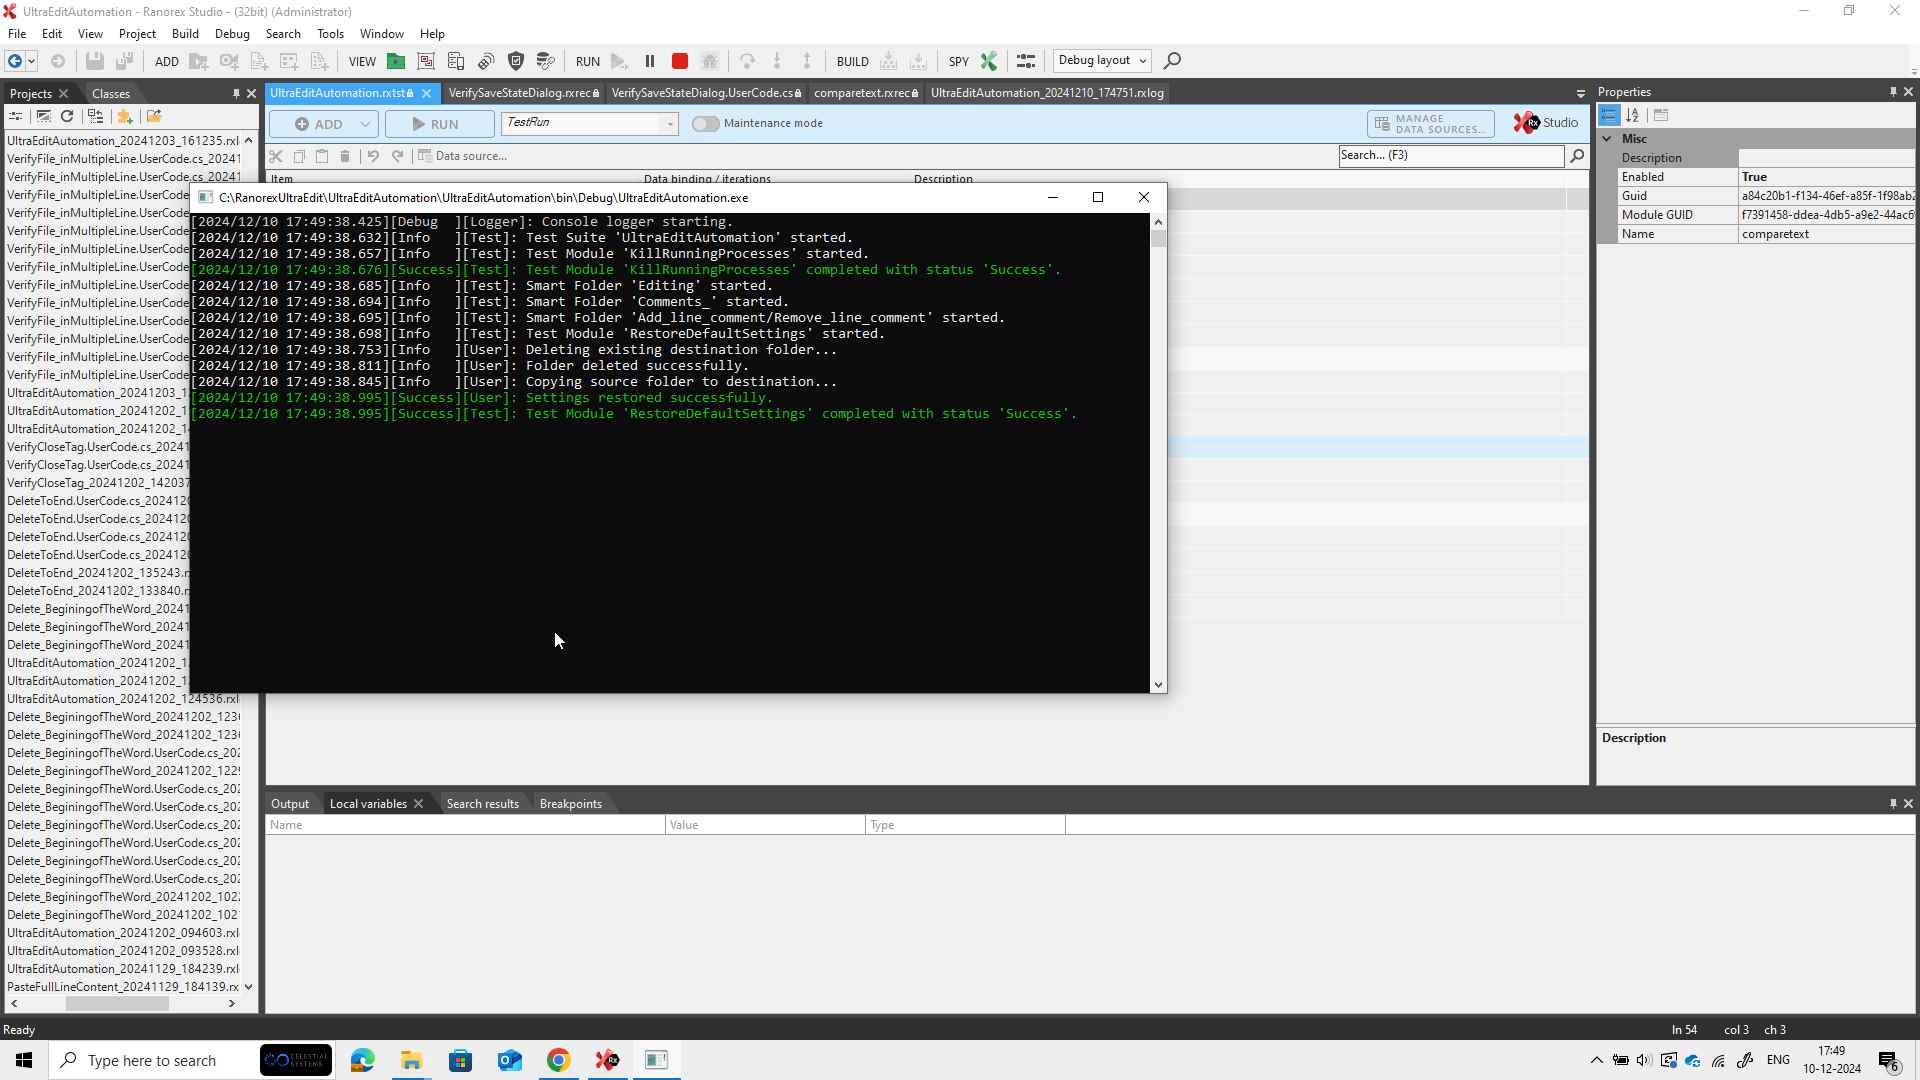 UltraEditAutomation - Ranorex Studio - (32bit) (Administrator)
File Edit View Project Build Debug Search Tools Window Help
ADD VIEW RUN BUILD SPY Debug layout
Projects Classes
UltraEditAutomation.rxtst VerifySaveStateDialog.rxrec VerifySaveStateDialog.UserCode.cs comparetext.rxrec UltraEditAutomation_20241210_174751.rxlog
Properties
ADD RUN TestRun Maintenance mode MANAGE DATA SOURCES... Rx Studio
Data source... Search... (F3)
Item Data binding / iterations Description
Misc
Description
Enabled True
Guid a84c20b1-f134-46ef-a85f-1f98ab2
Module GUID f7391458-ddea-4db5-a9e2-44ac6
Name comparetext
Description
UltraEditAutomation_20241203_161235.rxl
VerifyFile_inMultipleLine.UserCode.cs_20241
VerifyFile_inMultipleLine.UserCode.cs_20241
VerifyFile_inMultipleLine.UserCode
VerifyFile_inMultipleLine.UserCode
VerifyFile_inMultipleLine.UserCode
VerifyFile_inMultipleLine.UserCode
VerifyFile_inMultipleLine.UserCode
VerifyFile_inMultipleLine.UserCode
VerifyFile_inMultipleLine.UserCode
VerifyFile_inMultipleLine.UserCode
VerifyFile_inMultipleLine.UserCode
VerifyFile_inMultipleLine.UserCode
VerifyFile_inMultipleLine.UserCode
UltraEditAutomation_20241203_1
UltraEditAutomation_20241202_1
UltraEditAutomation_20241202_14
VerifyCloseTag.UserCode.cs_20241
VerifyCloseTag.UserCode.cs_20241
VerifyCloseTag_20241202_142037
DeleteToEnd.UserCode.cs_202412
DeleteToEnd.UserCode.cs_202412
DeleteToEnd.UserCode.cs_202412
DeleteToEnd.UserCode.cs_202412
DeleteToEnd_20241202_135243.r
DeleteToEnd_20241202_133840.r
Delete_BeginingofTheWord_20241
Delete_BeginingofTheWord_20241
Delete_BeginingofTheWord_20241
UltraEditAutomation_20241202_1
UltraEditAutomation_20241202_1
UltraEditAutomation_20241202_124536.rxl
Delete_BeginingofTheWord_20241202_123
Delete_BeginingofTheWord_20241202_123
Delete_BeginingofTheWord.UserCode.cs_202
Delete_BeginingofTheWord_20241202_122
Delete_BeginingofTheWord.UserCode.cs_202
Delete_BeginingofTheWord.UserCode.cs_202
Delete_BeginingofTheWord.UserCode.cs_202
Delete_BeginingofTheWord.UserCode.cs_202
Delete_BeginingofTheWord.UserCode.cs_202
Delete_BeginingofTheWord.UserCode.cs_202
Delete_BeginingofTheWord_20241202_102
Delete_BeginingofTheWord_20241202_102
UltraEditAutomation_20241202_094603.rxl
UltraEditAutomation_20241202_093528.rxl
UltraEditAutomation_20241129_184239.rxl
PasteFullLineContent_20241129_184139.rx
C:\RanorexUltraEdit\UltraEditAutomation\UltraEditAutomation\bin\Debug\UltraEditAutomation.exe
[2024/12/10 17:49:38.425][Debug  ][Logger]: Console logger starting.
[2024/12/10 17:49:38.632][Info   ][Test]: Test Suite 'UltraEditAutomation' started.
[2024/12/10 17:49:38.657][Info   ][Test]: Test Module 'KillRunningProcesses' started.
[2024/12/10 17:49:38.676][Success][Test]: Test Module 'KillRunningProcesses' completed with status 'Success'.
[2024/12/10 17:49:38.685][Info   ][Test]: Smart Folder 'Editing' started.
[2024/12/10 17:49:38.694][Info   ][Test]: Smart Folder 'Comments_' started.
[2024/12/10 17:49:38.695][Info   ][Test]: Smart Folder 'Add_line_comment/Remove_line_comment' started.
[2024/12/10 17:49:38.698][Info   ][Test]: Test Module 'RestoreDefaultSettings' started.
[2024/12/10 17:49:38.753][Info   ][User]: Deleting existing destination folder...
[2024/12/10 17:49:38.811][Info   ][User]: Folder deleted successfully.
[2024/12/10 17:49:38.845][Info   ][User]: Copying source folder to destination...
[2024/12/10 17:49:38.995][Success][User]: Settings restored successfully.
[2024/12/10 17:49:38.995][Success][Test]: Test Module 'RestoreDefaultSettings' completed with status 'Success'.
Output Local variables Search results Breakpoints
Name Value Type
Ready ln 54 col 3 ch 3
Type here to search CELESTIAL SYSTEMS ENG 17:49
10-12-2024 6